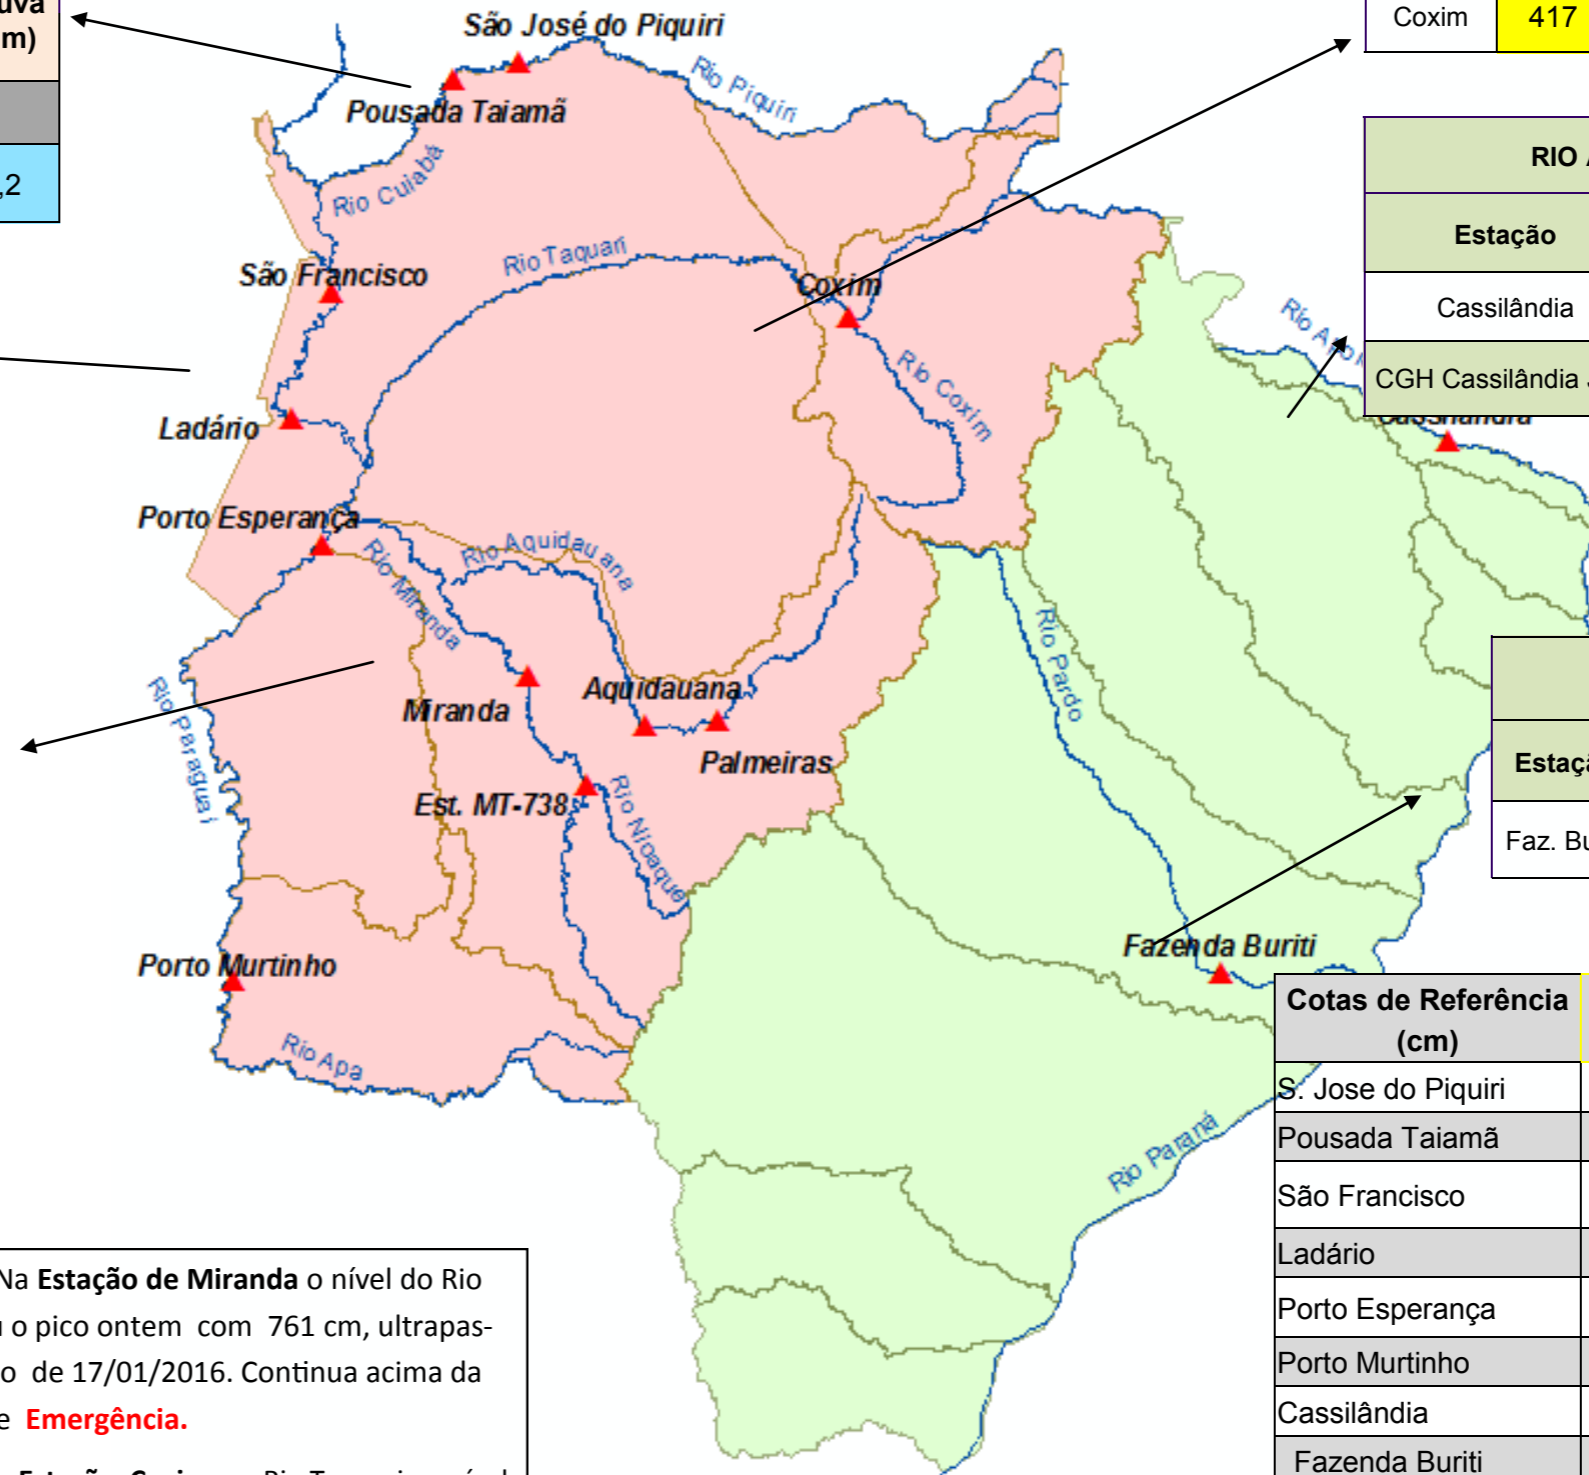 uva
m)
,2
Coxim 417
RIO
Estação
Cassilândia
CGH Cassilândia
Estaç
Faz.
São José do Piquiri
Pousada Taiamã
Rio Piquiri
Rio Cuiabá
Rio Taquari
São Francisco
Coxim
Rio Coxim
Ladário
Porto Esperança
Rio Aquidauana
Rio Miranda
Rio Pardo
Rio Paraguai
Miranda
Aquidauana
Palmeiras
Est. MT-738
Rio Nioaque
Porto Murtinho
Rio Apa
Fazenda Buriti
Rio Paraná
Cotas de Referência
(cm)
S. Jose do Piquiri
Pousada Taiamã
São Francisco
Ladário
Porto Esperança
Porto Murtinho
Cassilândia
Fazenda Buriti
Na Estação de Miranda o nível do Rio
o pico ontem com 761 cm, ultrapas-
o de 17/01/2016. Continua acima da
e Emergência.